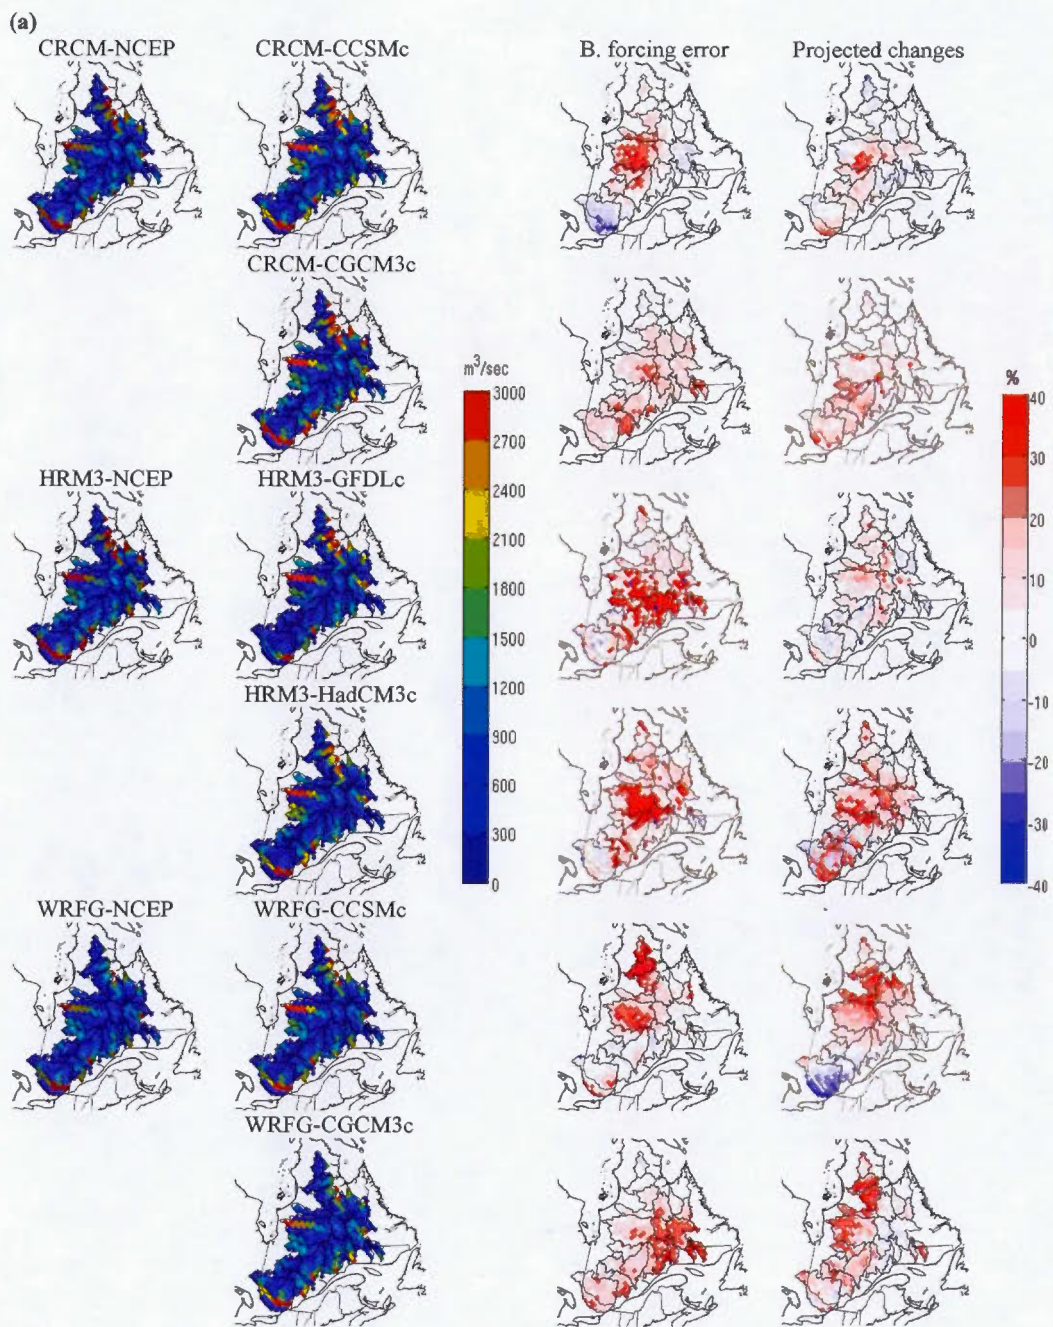 (a)
CRCM-NCEP CRCM-CCSMc B. forcing error Projected changes
CRCM-CGCM3c
m³/sec
%
3000
2700
2400
2100
1800
1500
1200
900
600
300
0
40
30
20
10
0
-10
-20
-30
-40
HRM3-NCEP HRM3-GFDLc
HRM3-HadCM3c
WRFG-NCEP WRFG-CCSMc
WRFG-CGCM3c